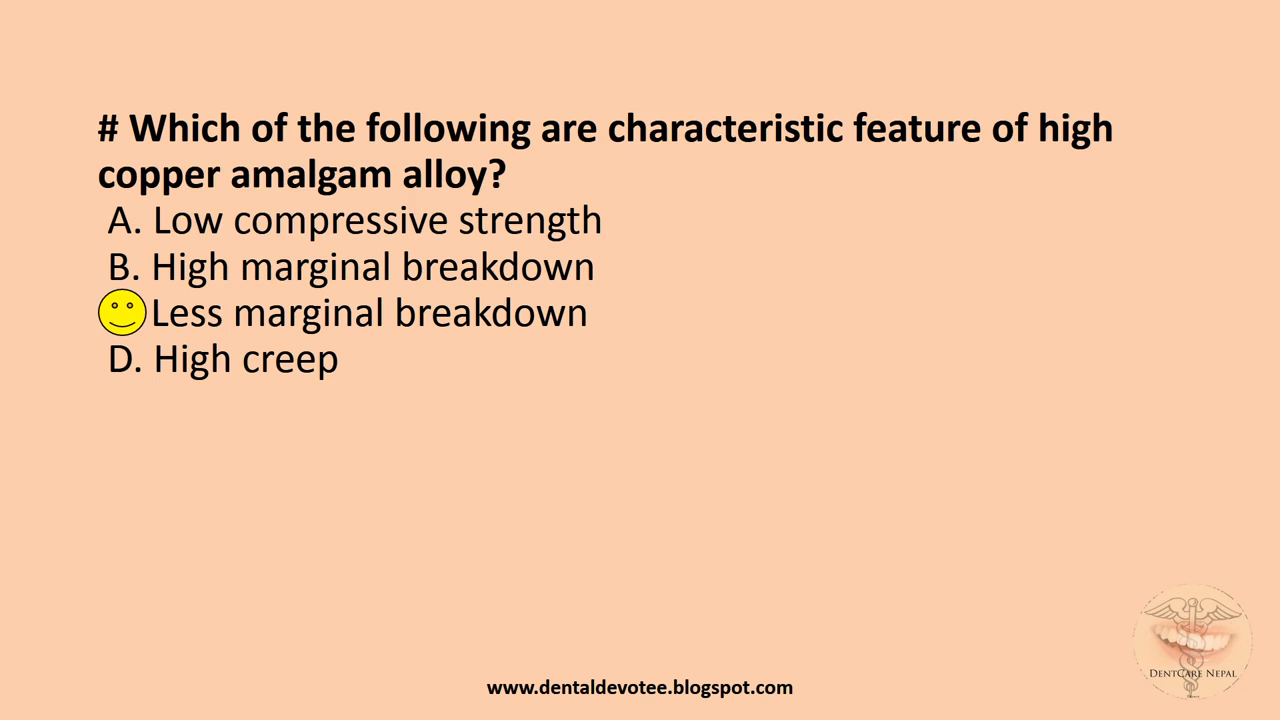 # Which of the following are characteristic feature of high
copper amalgam alloy?
A. Low compressive strength
B. High marginal breakdown
Less marginal breakdown
D. High creep
DENTCARE NEPAL
www.dentaldevotee.blogspot.com